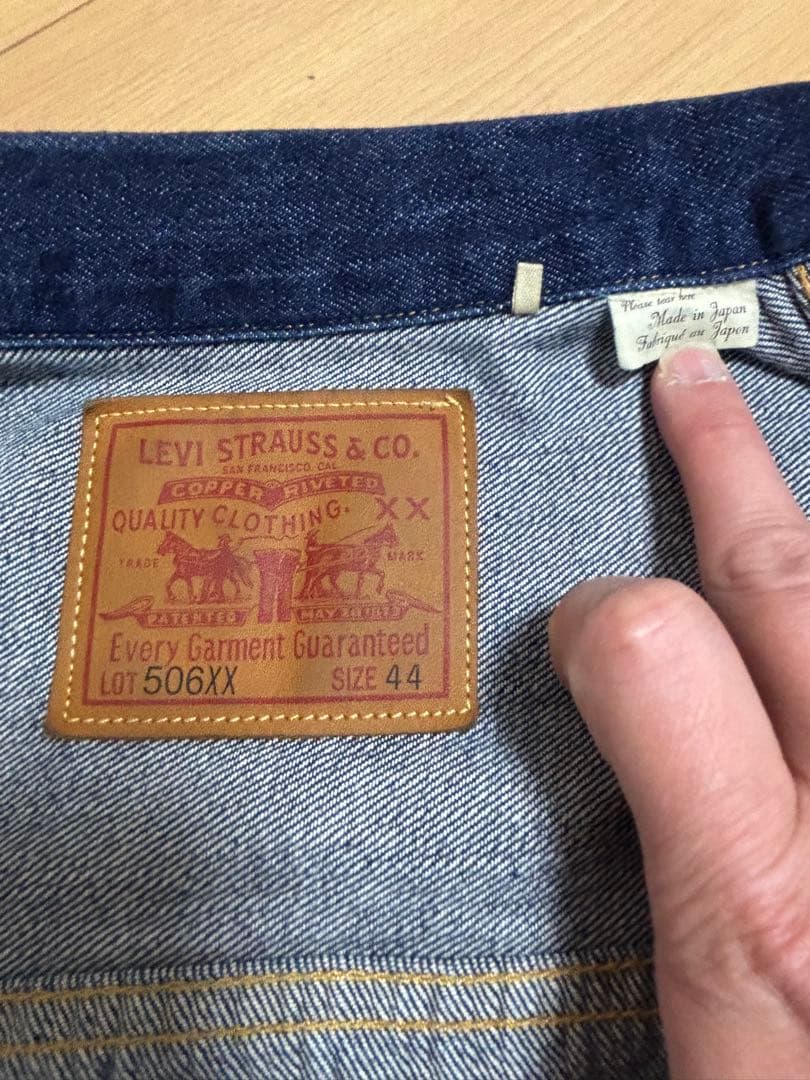 Please tear here
Made in Japan
Fabriqué au Japon
LEVI STRAUSS & CO.
SAN FRANCISCO. CAL
COPPER RIVETED
QUALITY CLOTHING. XX
TRADE MARK
PATENTED MAY 20 1873
Every Garment Guaranteed
LOT 506XX SIZE 44